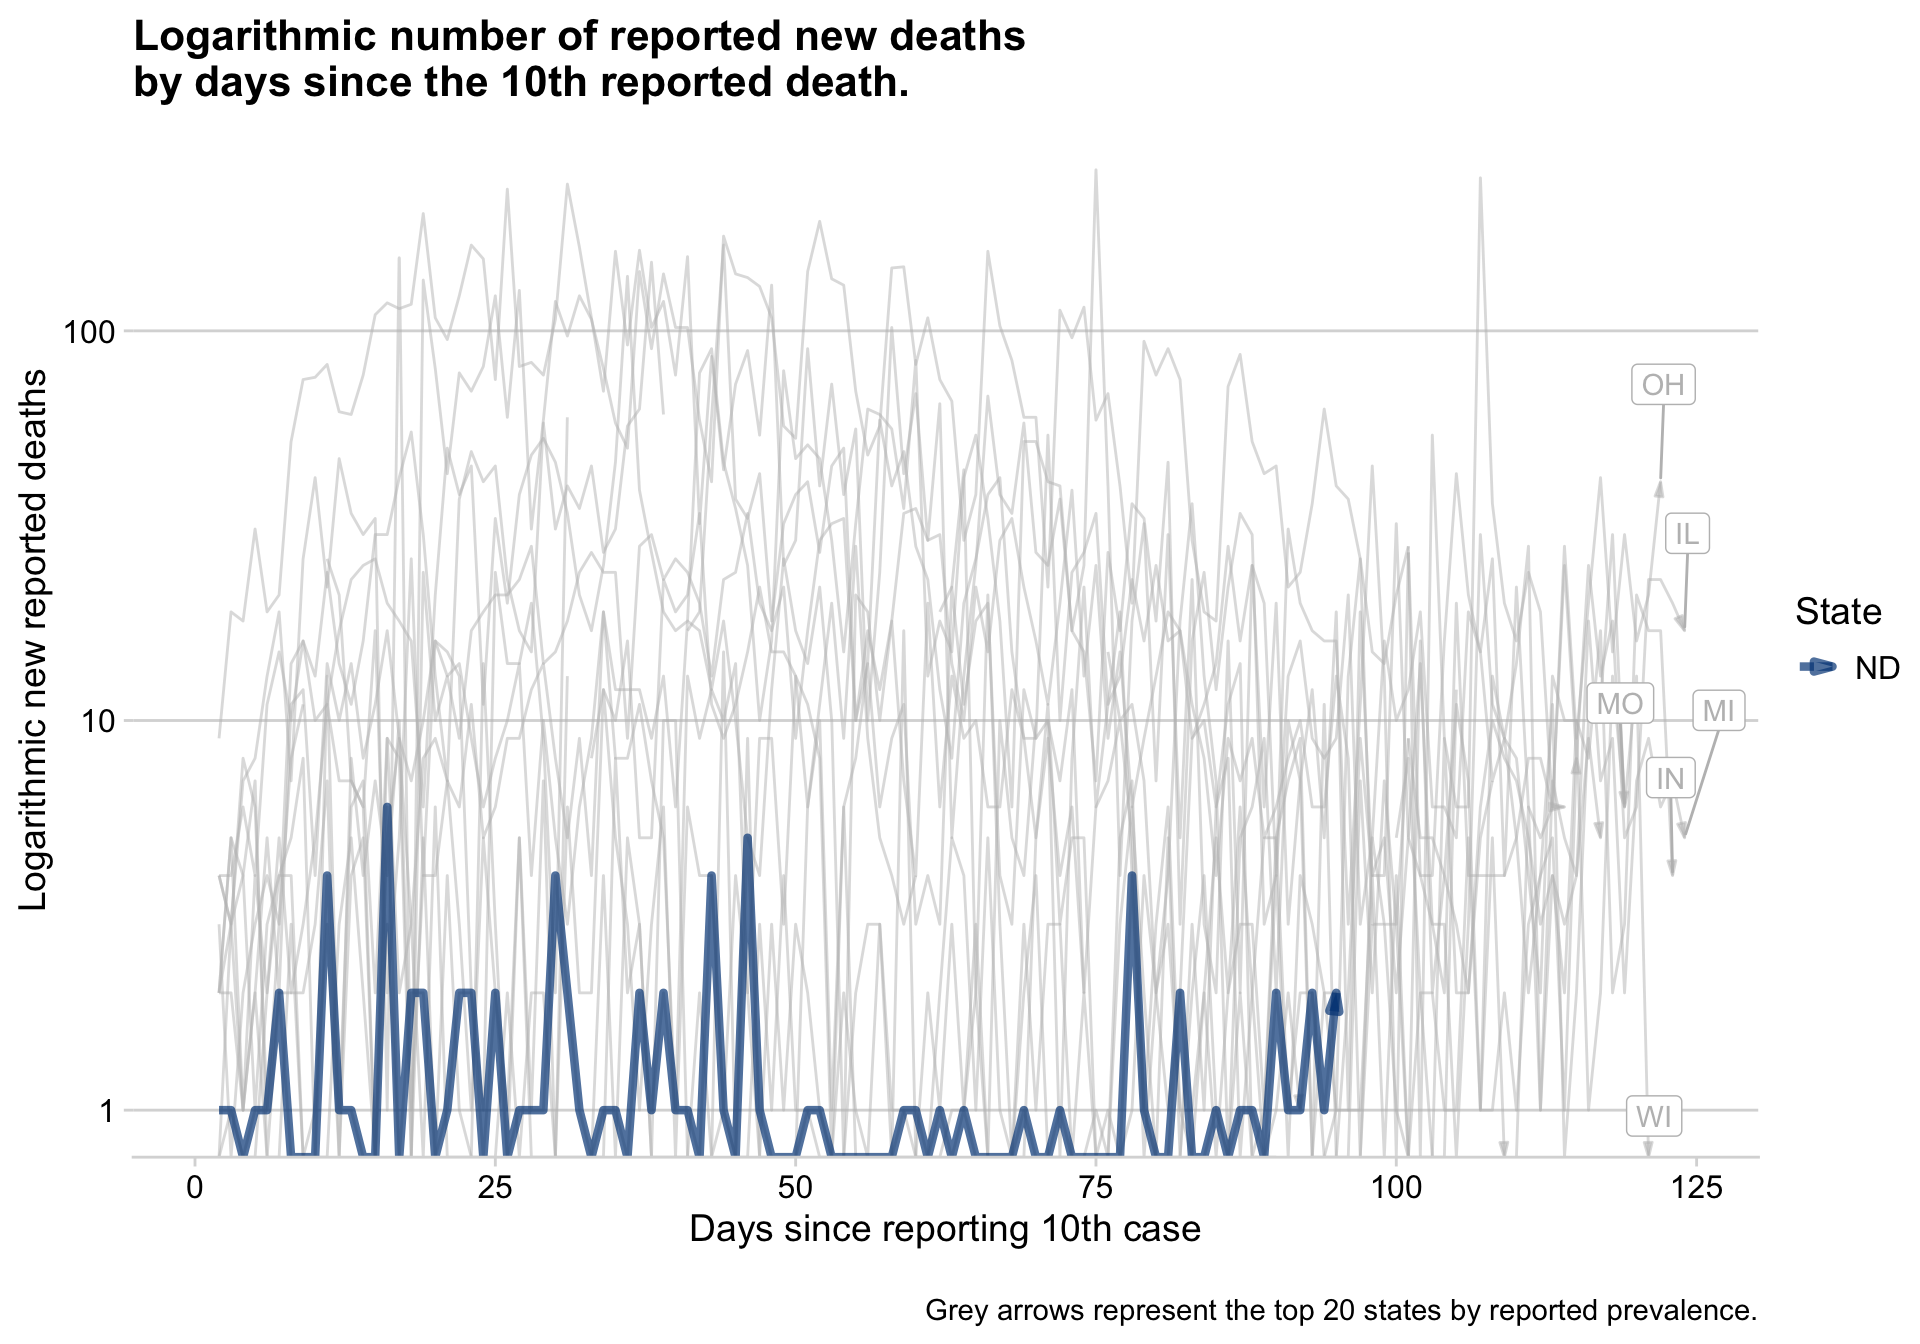 Logarithmic number of reported new deaths
by days since the 10th reported death.
Logarithmic new reported deaths
100
10
1
OH
IL
MO
MI
IN
WI
State
ND
0 25 50 75 100 125
Days since reporting 10th case
Grey arrows represent the top 20 states by reported prevalence.